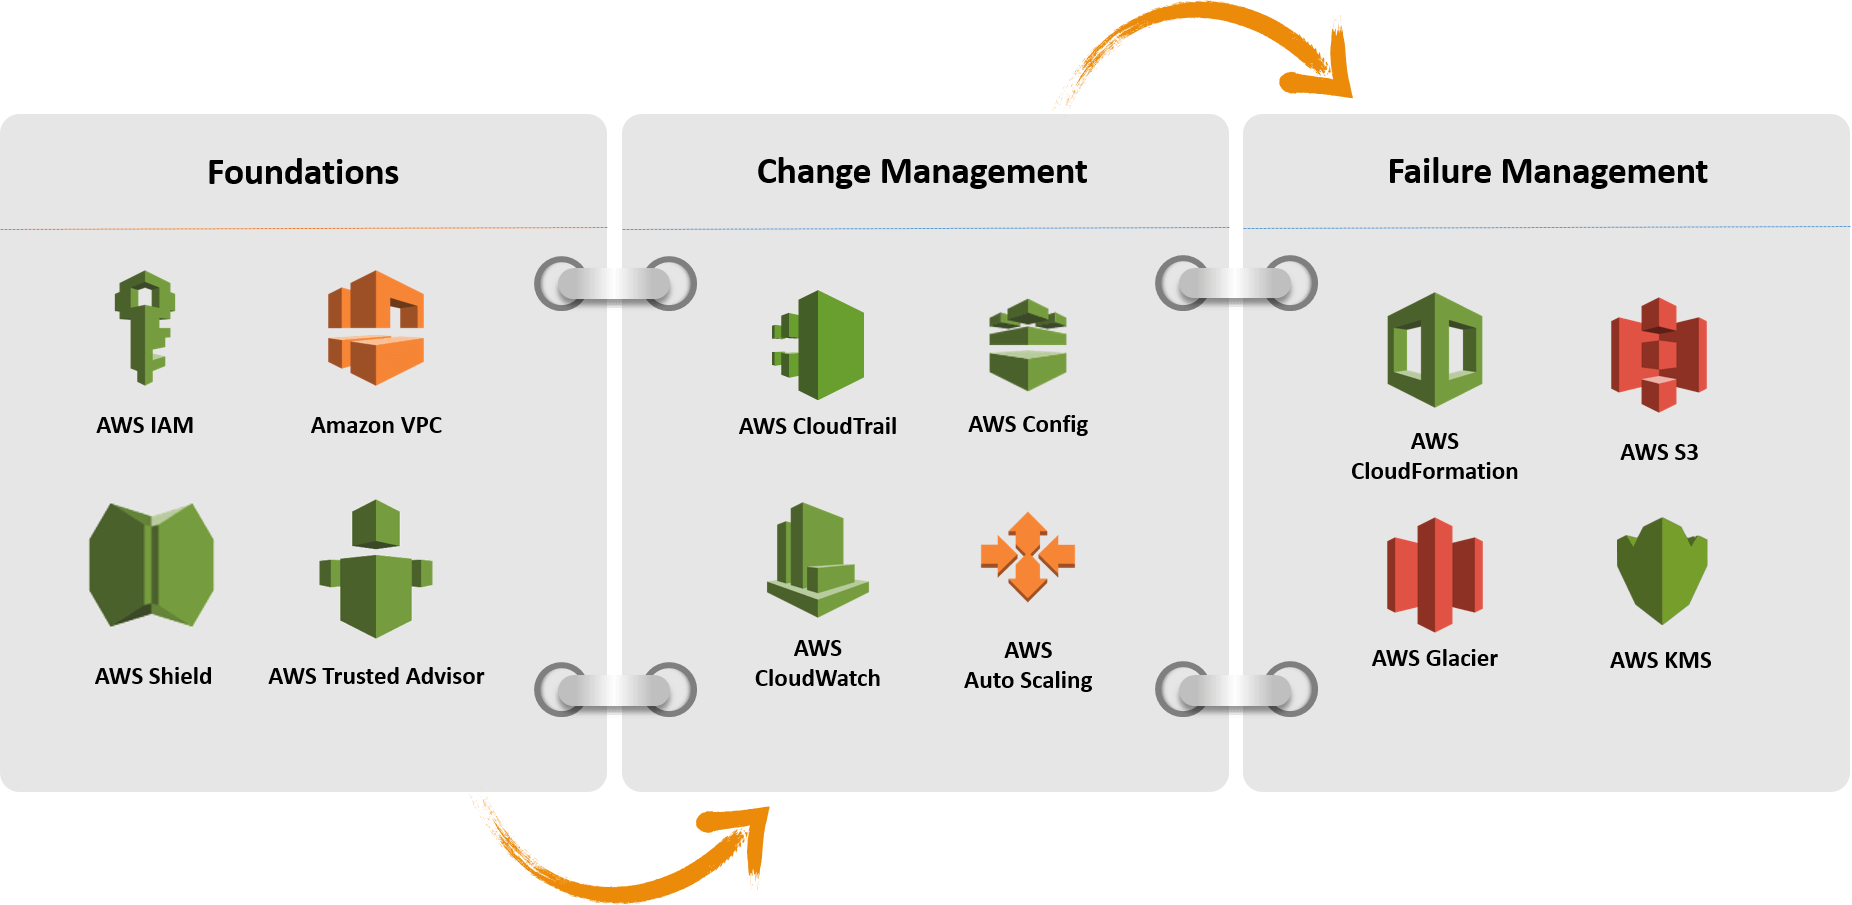 Foundations
AWS IAM
Amazon VPC
AWS Shield
AWS Trusted Advisor
Change Management
AWS CloudTrail
AWS Config
AWS
CloudWatch
AWS
Auto Scaling
Failure Management
AWS
CloudFormation
AWS S3
AWS Glacier
AWS KMS